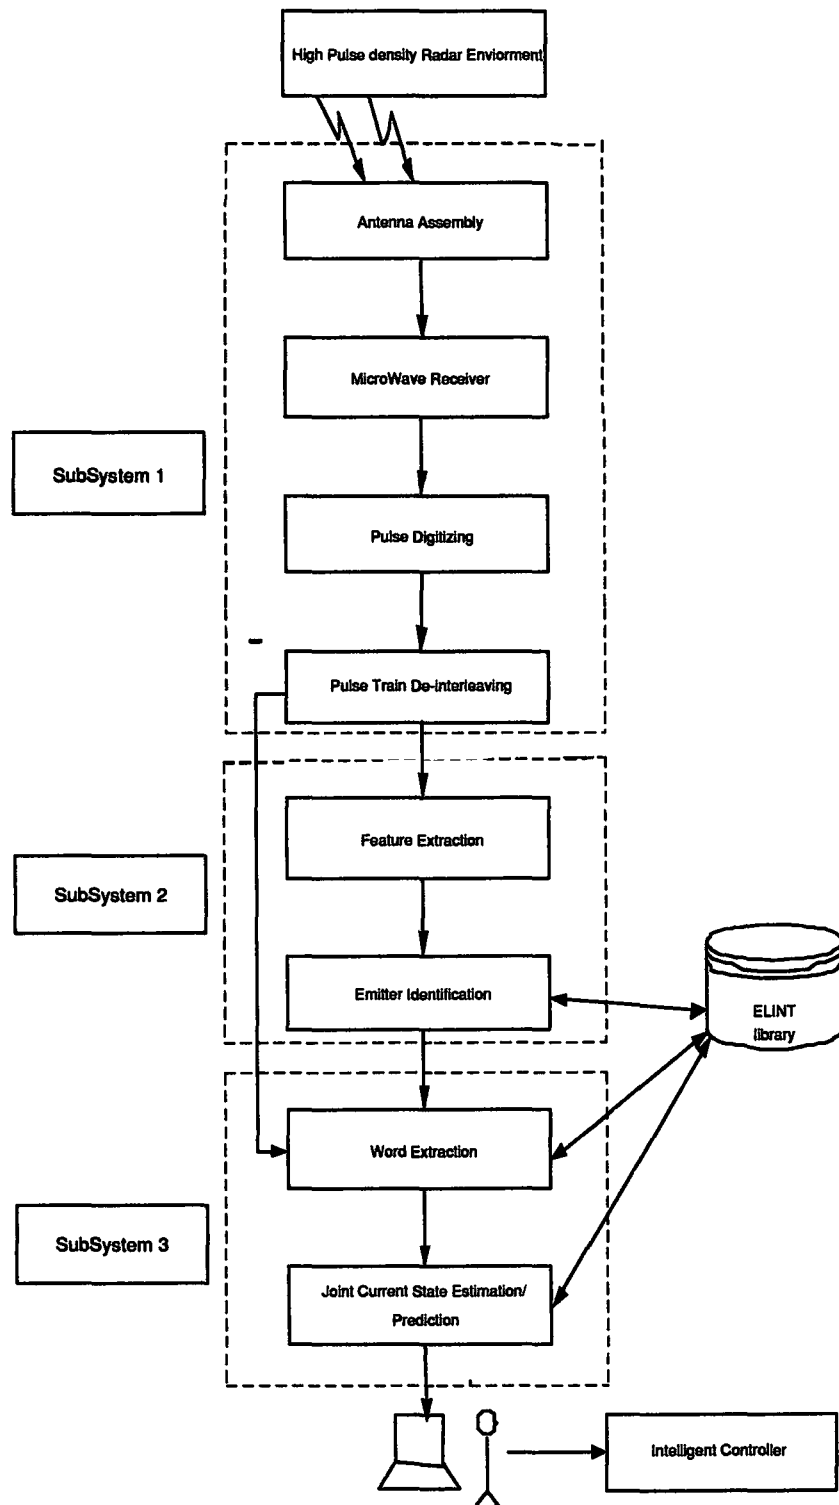 High Pulse density Radar Enviorment
Antenna Assembly
MicroWave Receiver
SubSystem 1
Pulse Digitizing
Pulse Train De-interleaving
Feature Extraction
SubSystem 2
Emitter Identification
ELINT
library
Word Extraction
SubSystem 3
Joint Current State Estimation/
Prediction
Intelligent Controller